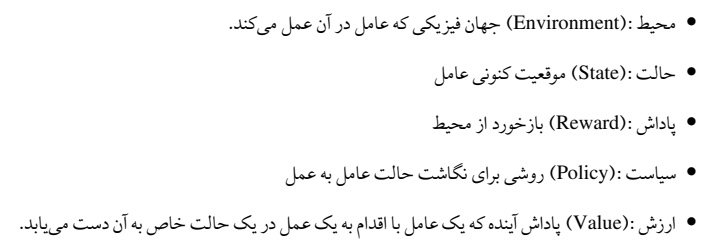 • محیط :(Environment) جهان فیزیکی که عامل در آن عمل می‌کند.
• حالت :(State) موقعیت کنونی عامل
• پاداش :(Reward) بازخورد از محیط
• سیاست :(Policy) روشی برای نگاشت حالت عامل به عمل
• ارزش :(Value) پاداش آینده که یک عامل با اقدام به یک عمل در یک حالت خاص به آن دست می‌یابد.